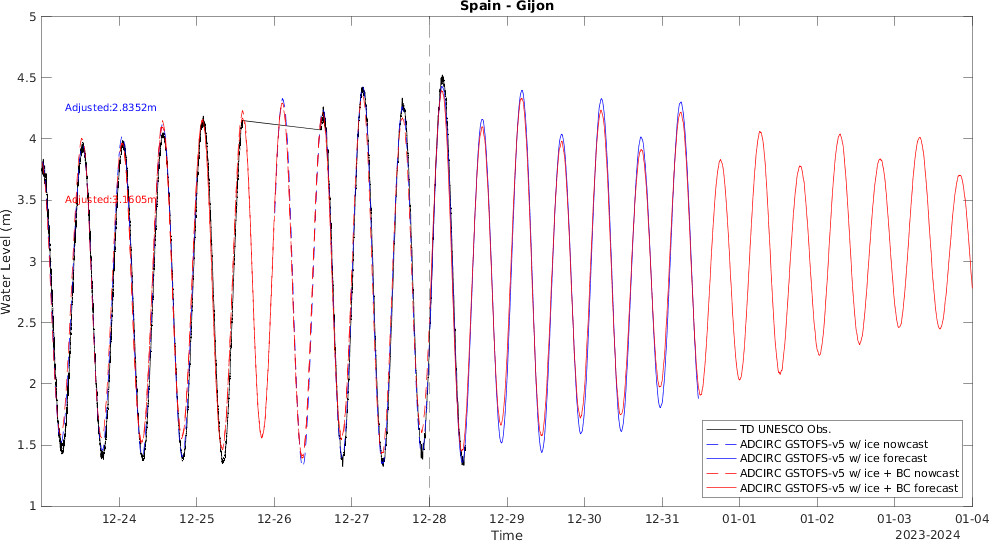 Spain - Gijon
5
4.5
4
3.5
3
2.5
2
1.5
1
Water Level (m)
Adjusted:2.8352m
Adjusted:3.1605m
TD UNESCO Obs.
ADCIRC GSTOFS-v5 w/ ice nowcast
ADCIRC GSTOFS-v5 w/ ice forecast
ADCIRC GSTOFS-v5 w/ ice + BC nowcast
ADCIRC GSTOFS-v5 w/ ice + BC forecast
12-24 12-25 12-26 12-27 12-28 12-29 12-30 12-31 01-01 01-02 01-03 01-04
Time
2023-2024